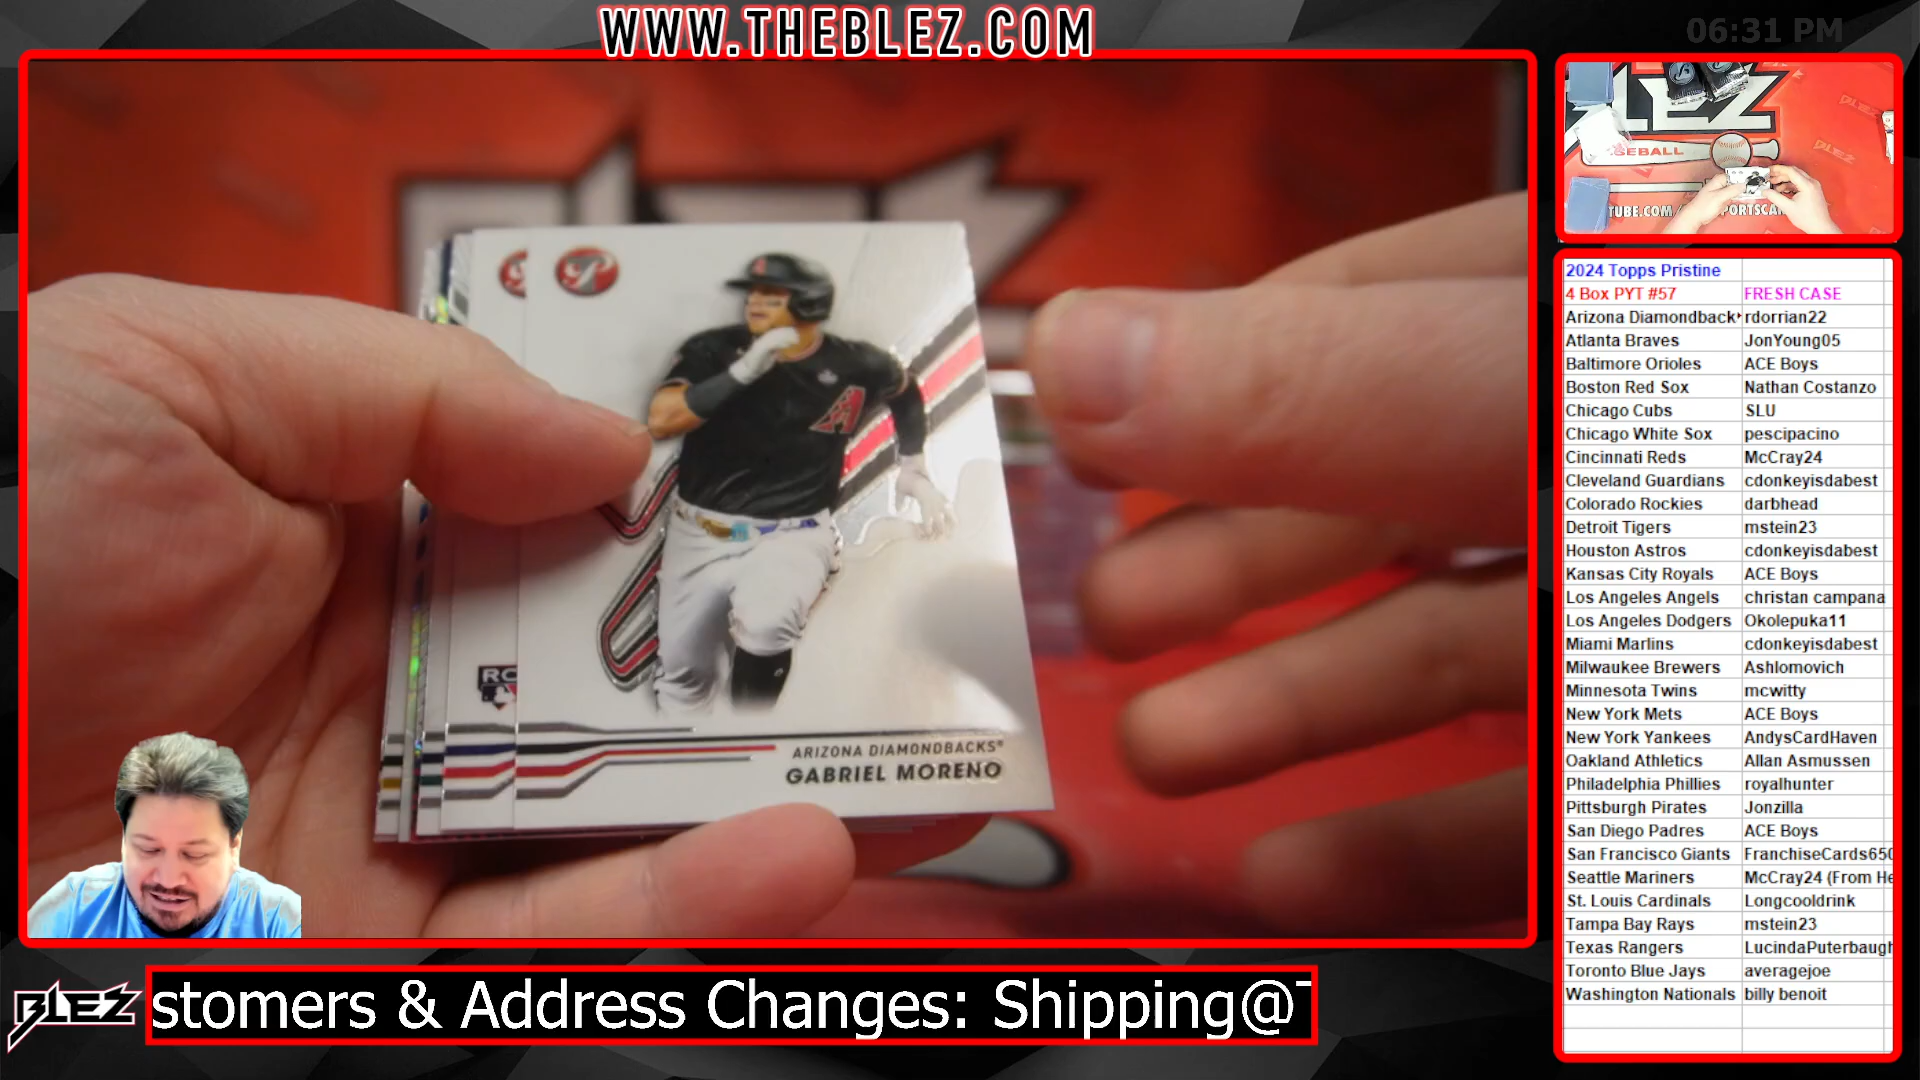 WWW.THEBLEZ.COM
06:31 PM
RC
ARIZONA DIAMONDBACKS
GABRIEL MORENO
BLEZ
stomers & Address Changes: Shipping@
BLEZ
TUBE.COM/
2024 Topps Pristine
4 Box PYT #57 FRESH CASE
Arizona Diamondback rdorrian22
Atlanta Braves JonYoung05
Baltimore Orioles ACE Boys
Boston Red Sox Nathan Costanzo
Chicago Cubs SLU
Chicago White Sox pescipacino
Cincinnati Reds McCray24
Cleveland Guardians cdonkeyisdabest
Colorado Rockies darbhead
Detroit Tigers mstein23
Houston Astros cdonkeyisdabest
Kansas City Royals ACE Boys
Los Angeles Angels christan campana
Los Angeles Dodgers Okolepuka11
Miami Marlins cdonkeyisdabest
Milwaukee Brewers Ashlomovich
Minnesota Twins mcwitty
New York Mets ACE Boys
New York Yankees AndysCardHaven
Oakland Athletics Allan Asmussen
Philadelphia Phillies royalhunter
Pittsburgh Pirates Jonzilla
San Diego Padres ACE Boys
San Francisco Giants FranchiseCards650
Seattle Mariners McCray24 (From He
St. Louis Cardinals Longcooldrink
Tampa Bay Rays mstein23
Texas Rangers LucindaPuterbaugh
Toronto Blue Jays averagejoe
Washington Nationals billy benoit